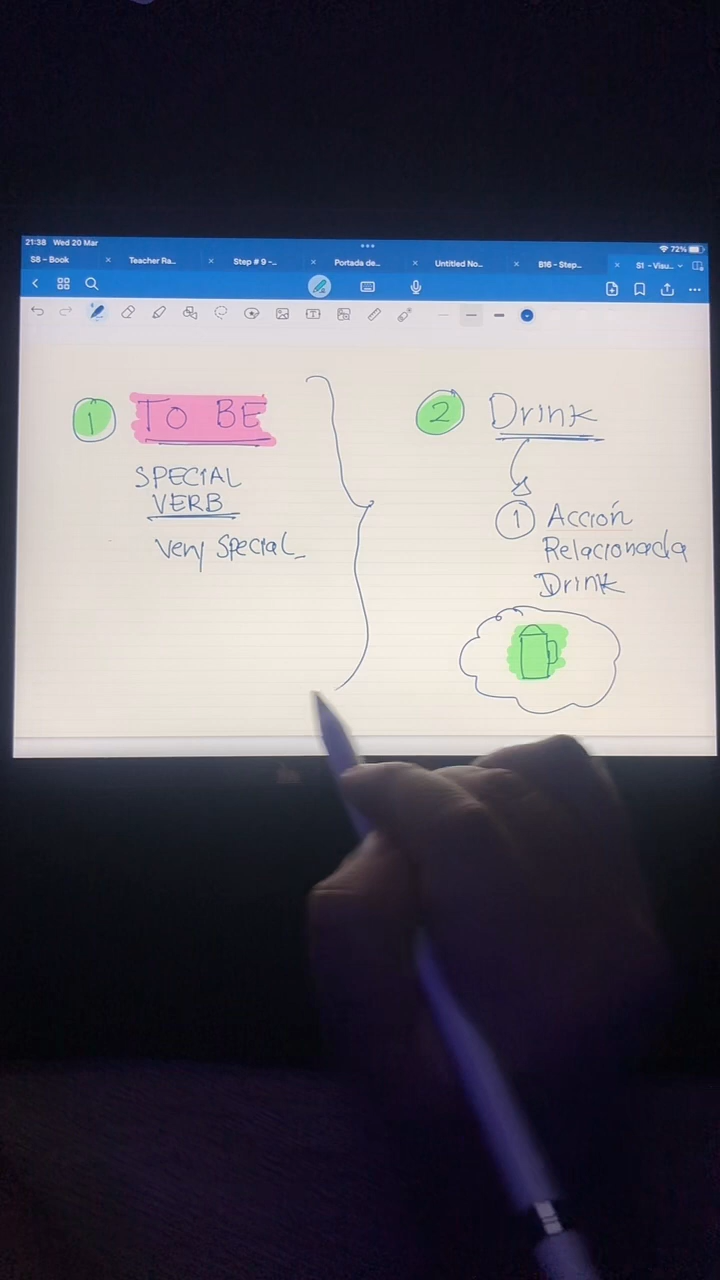 21:38 Wed 20 Mar
72%
S8 - Book
Teacher Ra...
Step # 9 -...
Portada de...
Untitled No...
B16 - Step...
S1 - Visu...
1 TO BE
SPECIAL
VERB
Very Special
2 Drink
1 Acción
Relacionada
Drink